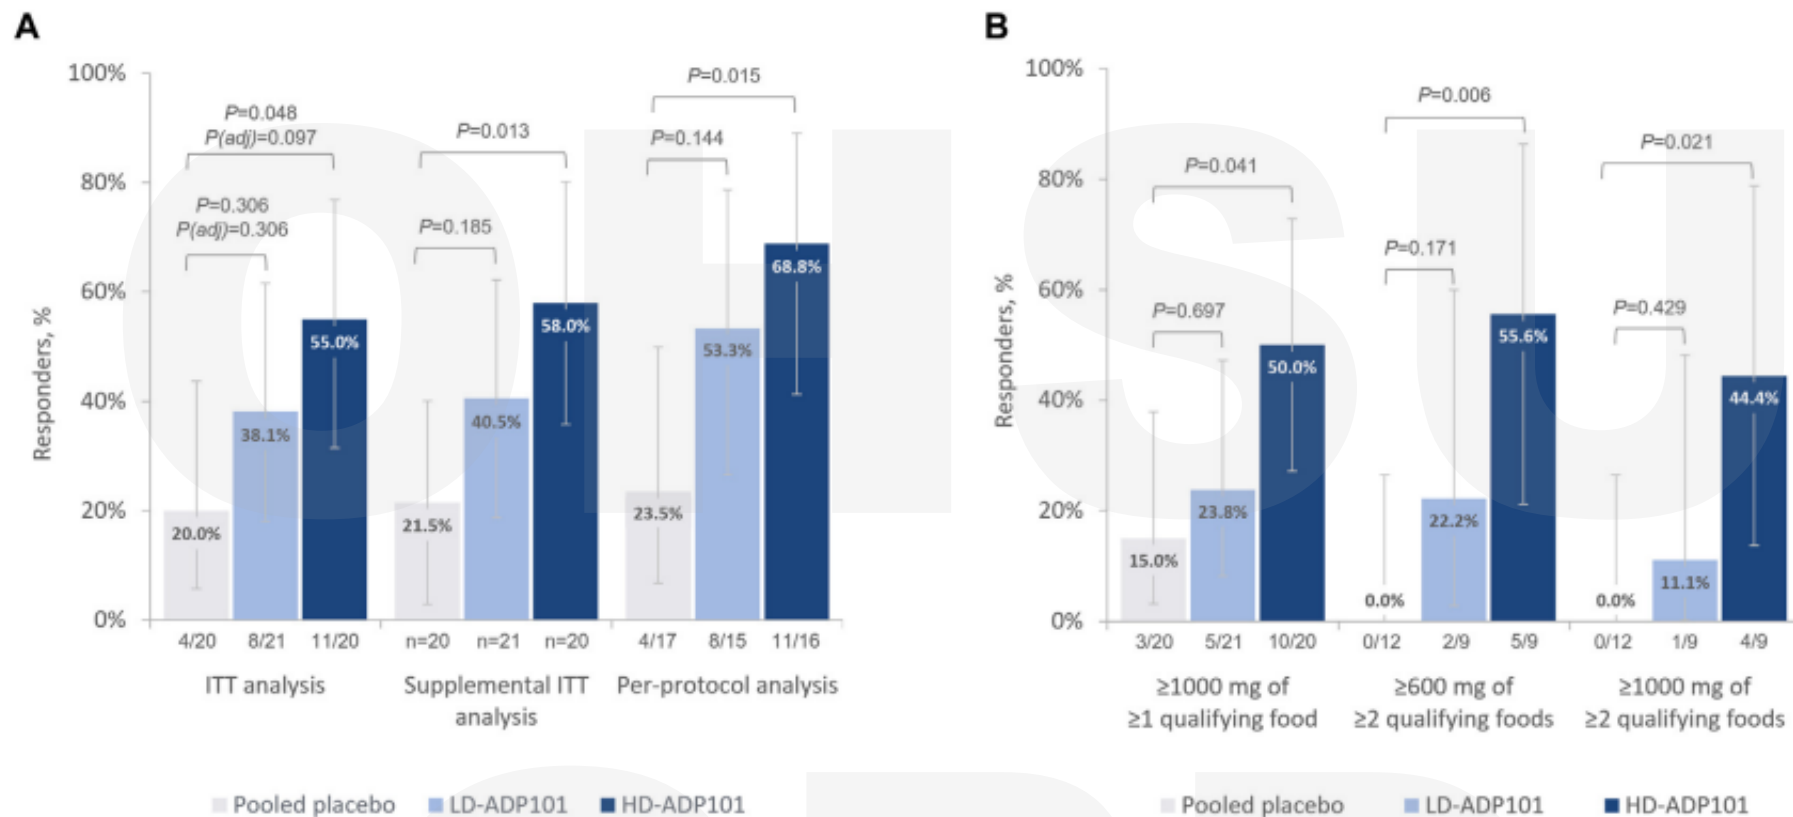 A
100%
80%
60%
40%
20%
0%
Responders, %
P=0.048
P(adj)=0.097
P=0.306
P(adj)=0.306
P=0.013
P=0.185
P=0.015
P=0.144
20.0%
38.1%
55.0%
21.5%
40.5%
58.0%
23.5%
53.3%
68.8%
4/20 8/21 11/20 n=20 n=21 n=20 4/17 8/15 11/16
ITT analysis
Supplemental ITT
analysis
Per-protocol analysis
Pooled placebo LD-ADP101 HD-ADP101
B
100%
80%
60%
40%
20%
0%
Responders, %
P=0.041
P=0.697
P=0.006
P=0.171
P=0.021
P=0.429
15.0%
23.8%
50.0%
0.0%
22.2%
55.6%
0.0%
11.1%
44.4%
3/20 5/21 10/20 0/12 2/9 5/9 0/12 1/9 4/9
≥1000 mg of
≥1 qualifying food
≥600 mg of
≥2 qualifying foods
≥1000 mg of
≥2 qualifying foods
Pooled placebo LD-ADP101 HD-ADP101